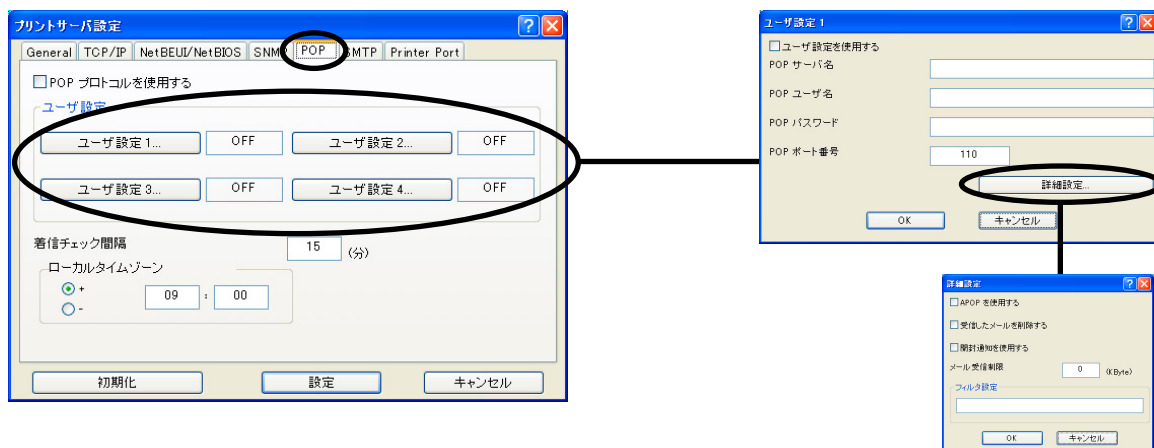 プリントサーバ設定
General TCP/IP NetBEUI/NetBIOS SNMP POP SMTP Printer Port
POP プロトコルを使用する
ユーザ設定
ユーザ設定 1... OFF ユーザ設定 2... OFF
ユーザ設定 3... OFF ユーザ設定 4... OFF
着信チェック間隔 15 (分)
ローカルタイムゾーン
+ 09 : 00
-
初期化 設定 キャンセル
ユーザ設定 1
ユーザ設定を使用する
POP サーバ名
POP ユーザ名
POP パスワード
POP ポート番号 110
詳細設定...
OK キャンセル
詳細設定
APOP を使用する
受信したメールを削除する
開封通知を使用する
メール受信制限 0 (KByte)
フィルタ設定
OK キャンセル